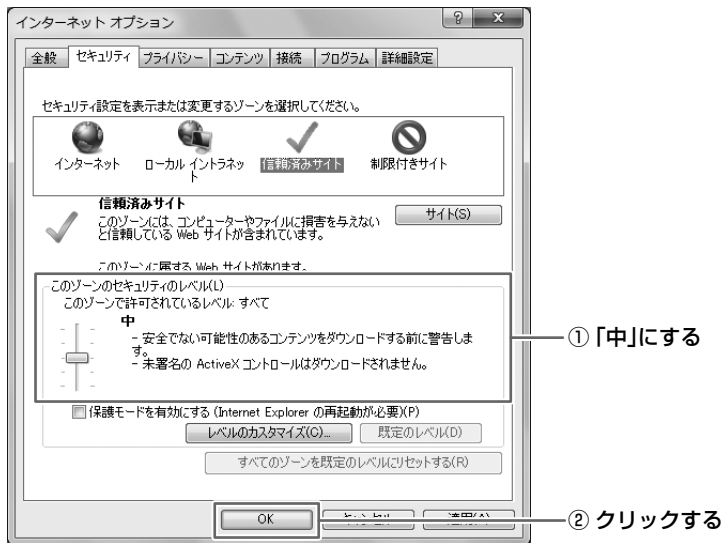 インターネット オプション
全般 セキュリティ プライバシー コンテンツ 接続 プログラム 詳細設定
セキュリティ設定を表示または変更するゾーンを選択してください。
インターネット ローカル イントラネット 信頼済みサイト 制限付きサイト
信頼済みサイト
このゾーンには、コンピューターやファイルに損害を与えない
と信頼している Web サイトが含まれています。
サイト(S)
このゾーンに属する Web サイトがあります。
このゾーンのセキュリティのレベル(L)
このゾーンで許可されているレベル: すべて
中
- 安全でない可能性のあるコンテンツをダウンロードする前に警告しま
す。
- 未署名の ActiveX コントロールはダウンロードされません。
① 「中」にする
保護モードを有効にする (Internet Explorer の再起動が必要)(P)
レベルのカスタマイズ(C)... 既定のレベル(D)
すべてのゾーンを既定のレベルにリセットする(R)
OK キャンセル 適用(A)
② クリックする